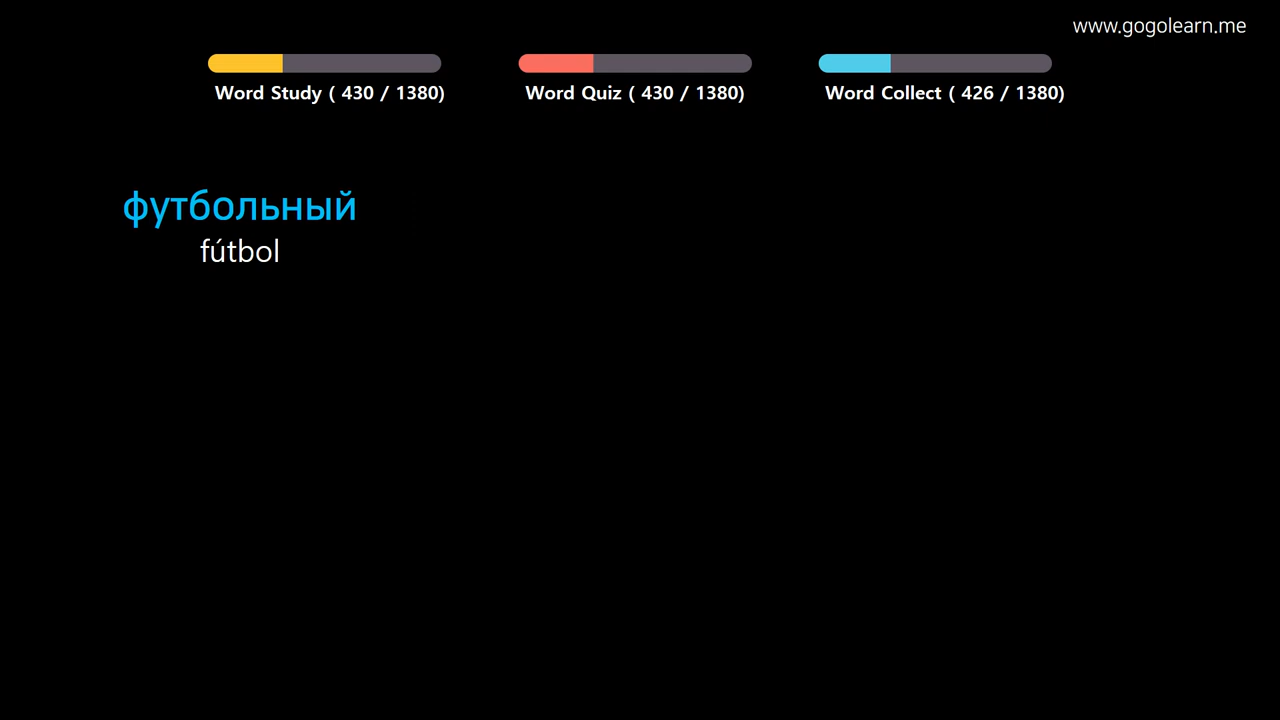 www.gogolearn.me
Word Study ( 430 / 1380)
Word Quiz ( 430 / 1380)
Word Collect ( 426 / 1380)
футбольный
fútbol